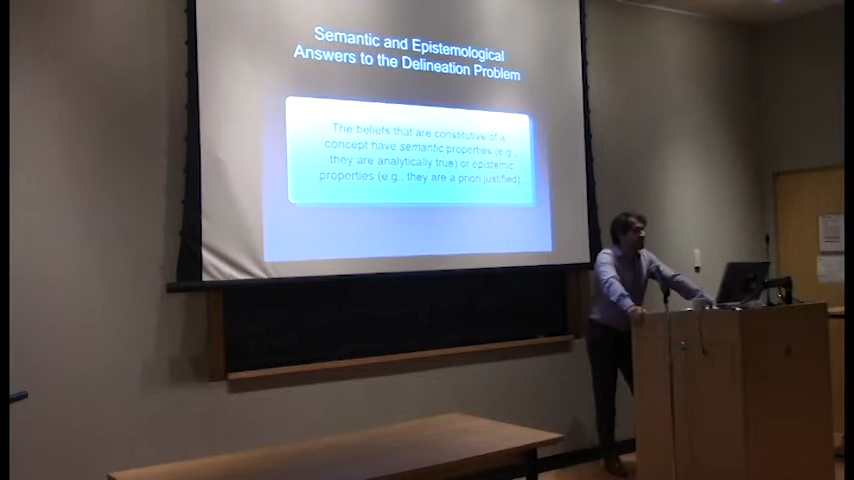 Semantic and Epistemological
Answers to the Delineation Problem
The beliefs that are constitutive of a
concept have semantic properties (e.g.,
they are analytically true) or epistemic
properties (e.g., they are a priori justified).